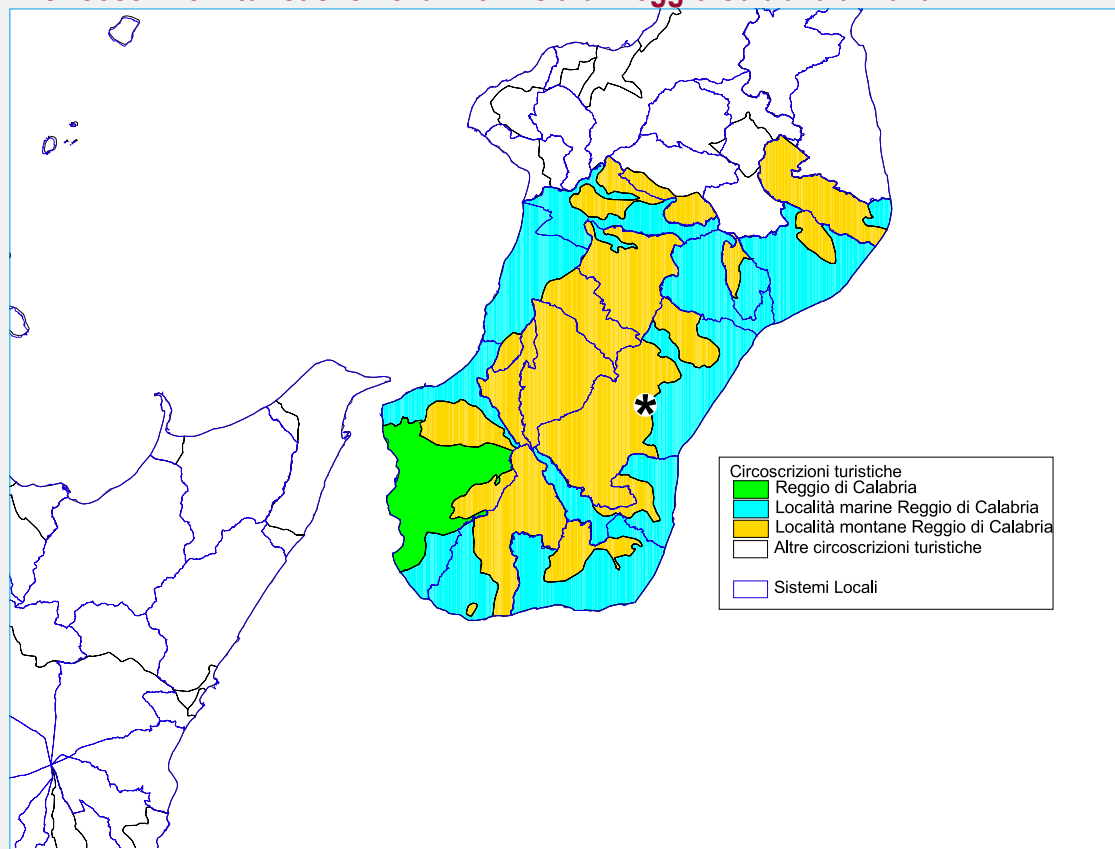 Circoscrizioni turistiche
Reggio di Calabria
Località marine Reggio di Calabria
Località montane Reggio di Calabria
Altre circoscrizioni turistiche
Sistemi Locali
*